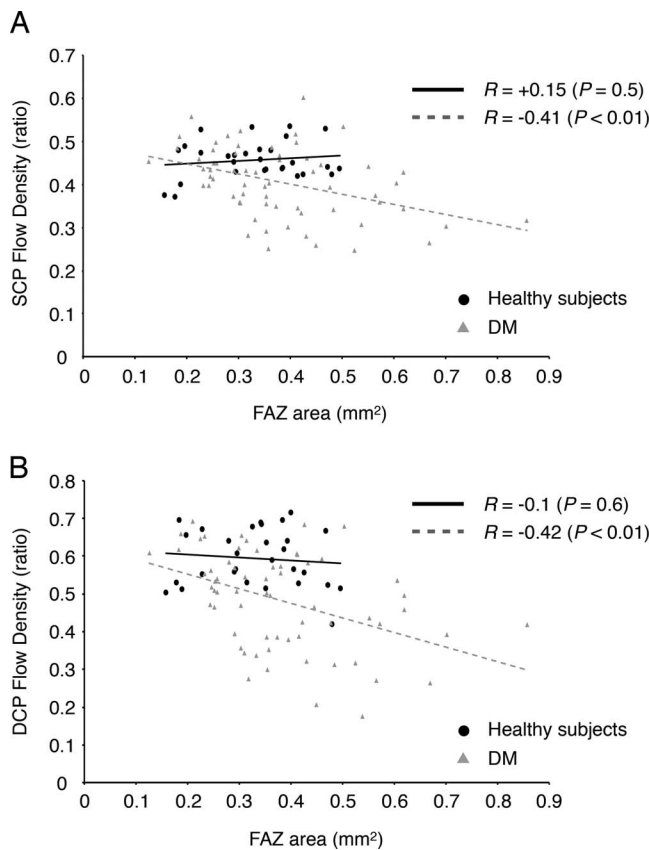 A
0.7
0.6
0.5
0.4
0.3
0.2
0.1
0
SCP Flow Density (ratio)
R = +0.15 (P = 0.5)
R = -0.41 (P < 0.01)
Healthy subjects
DM
0 0.1 0.2 0.3 0.4 0.5 0.6 0.7 0.8 0.9
FAZ area (mm²)
B
0.8
0.7
0.6
0.5
0.4
0.3
0.2
0.1
0
DCP Flow Density (ratio)
R = -0.1 (P = 0.6)
R = -0.42 (P < 0.01)
Healthy subjects
DM
0 0.1 0.2 0.3 0.4 0.5 0.6 0.7 0.8 0.9
FAZ area (mm²)